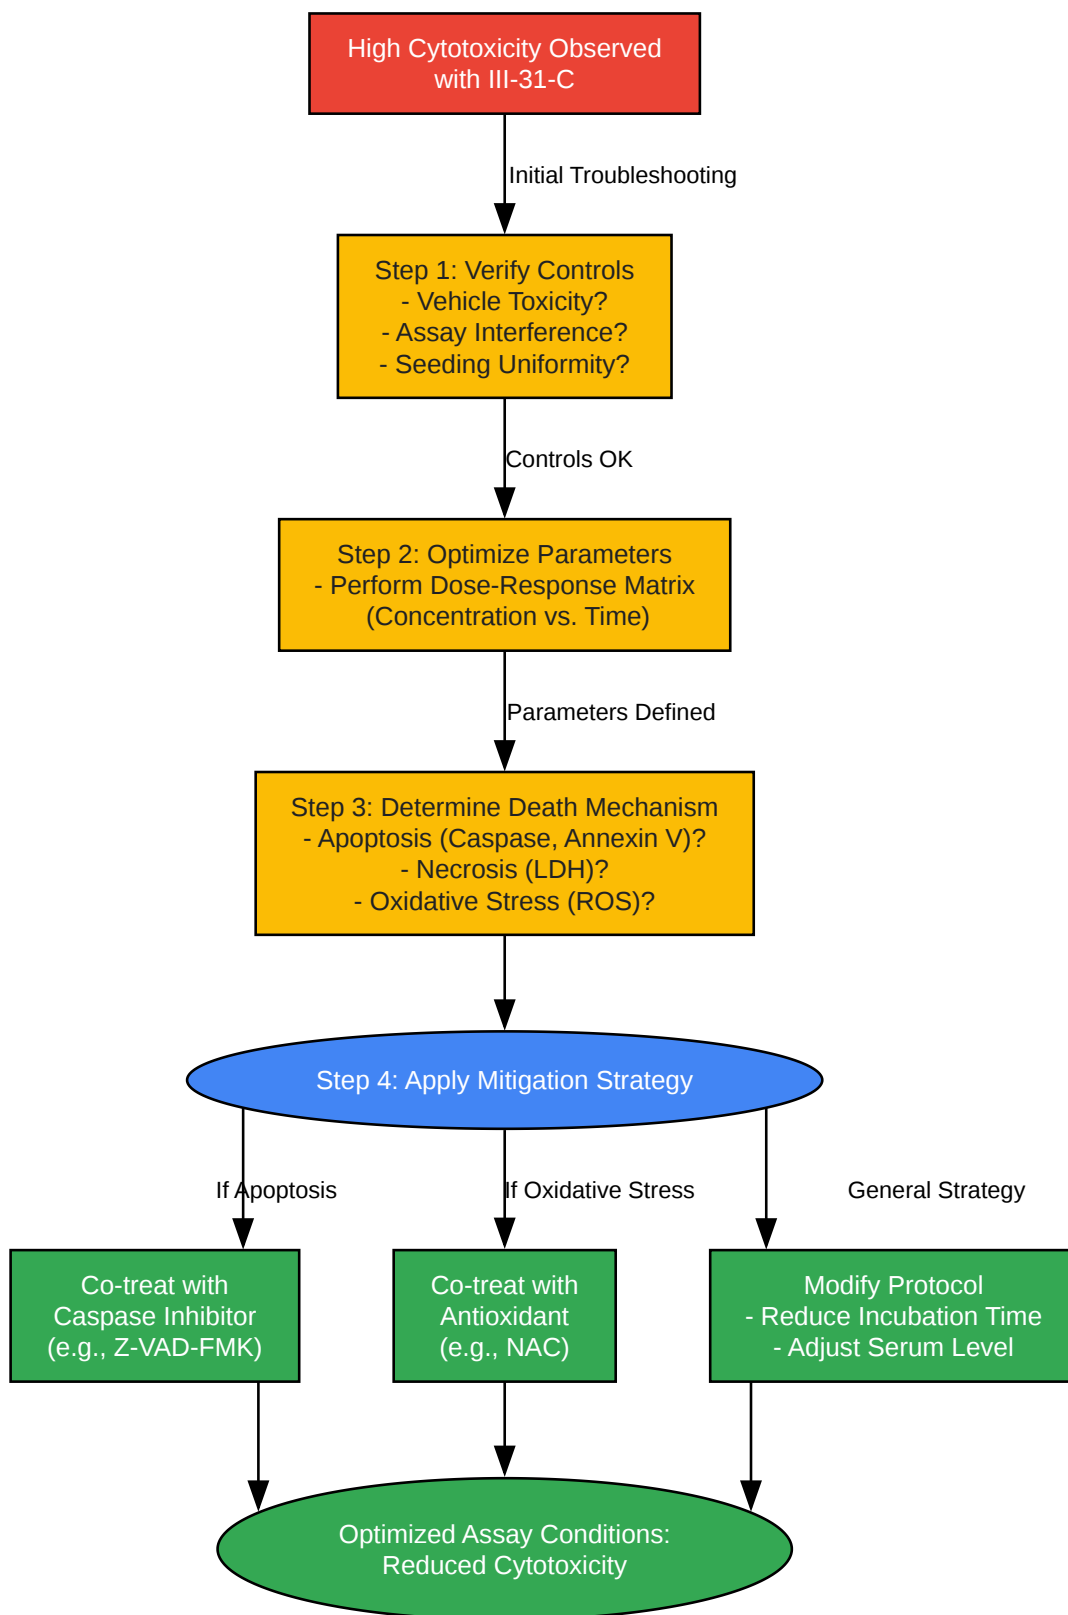 High Cytotoxicity Observed
with III-31-C
Initial Troubleshooting
Step 1: Verify Controls
- Vehicle Toxicity?
- Assay Interference?
- Seeding Uniformity?
Controls OK
Step 2: Optimize Parameters
- Perform Dose-Response Matrix
(Concentration vs. Time)
Parameters Defined
Step 3: Determine Death Mechanism
- Apoptosis (Caspase, Annexin V)?
- Necrosis (LDH)?
- Oxidative Stress (ROS)?
Step 4: Apply Mitigation Strategy
If Apoptosis
If Oxidative Stress
General Strategy
Co-treat with
Caspase Inhibitor
(e.g., Z-VAD-FMK)
Co-treat with
Antioxidant
(e.g., NAC)
Modify Protocol
- Reduce Incubation Time
- Adjust Serum Level
Optimized Assay Conditions:
Reduced Cytotoxicity